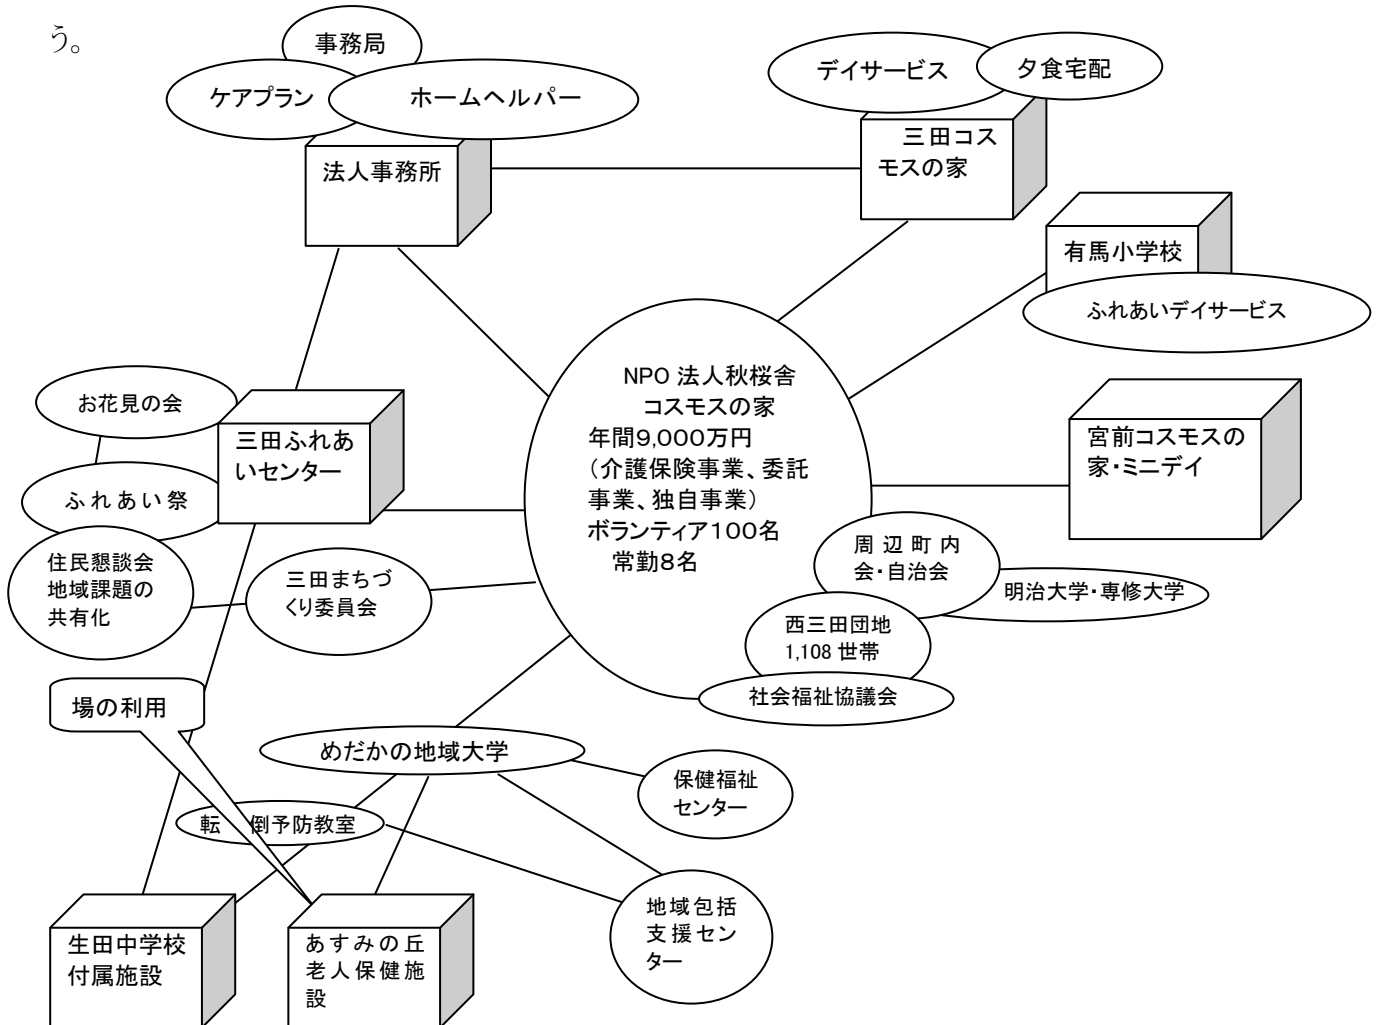 う。
事務局
ケアプラン
ホームヘルパー
法人事務所
デイサービス
夕食宅配
三田コス
モスの家
有馬小学校
ふれあいデイサービス
お花見の会
三田ふれあ
いセンター
ふれあい祭
住民懇談会
地域課題の
共有化
三田まちづ
くり委員会
NPO 法人秋桜舎
コスモスの家
年間9,000万円
(介護保険事業、委託
事業、独自事業)
ボランティア100名
常勤8名
宮前コスモスの
家・ミニデイ
周辺町内
会・自治会
明治大学・専修大学
西三田団地
1,108 世帯
社会福祉協議会
場の利用
めだかの地域大学
保健福祉
センター
転 倒予防教室
地域包括
支援セン
ター
生田中学校
付属施設
あすみの丘
老人保健施
設